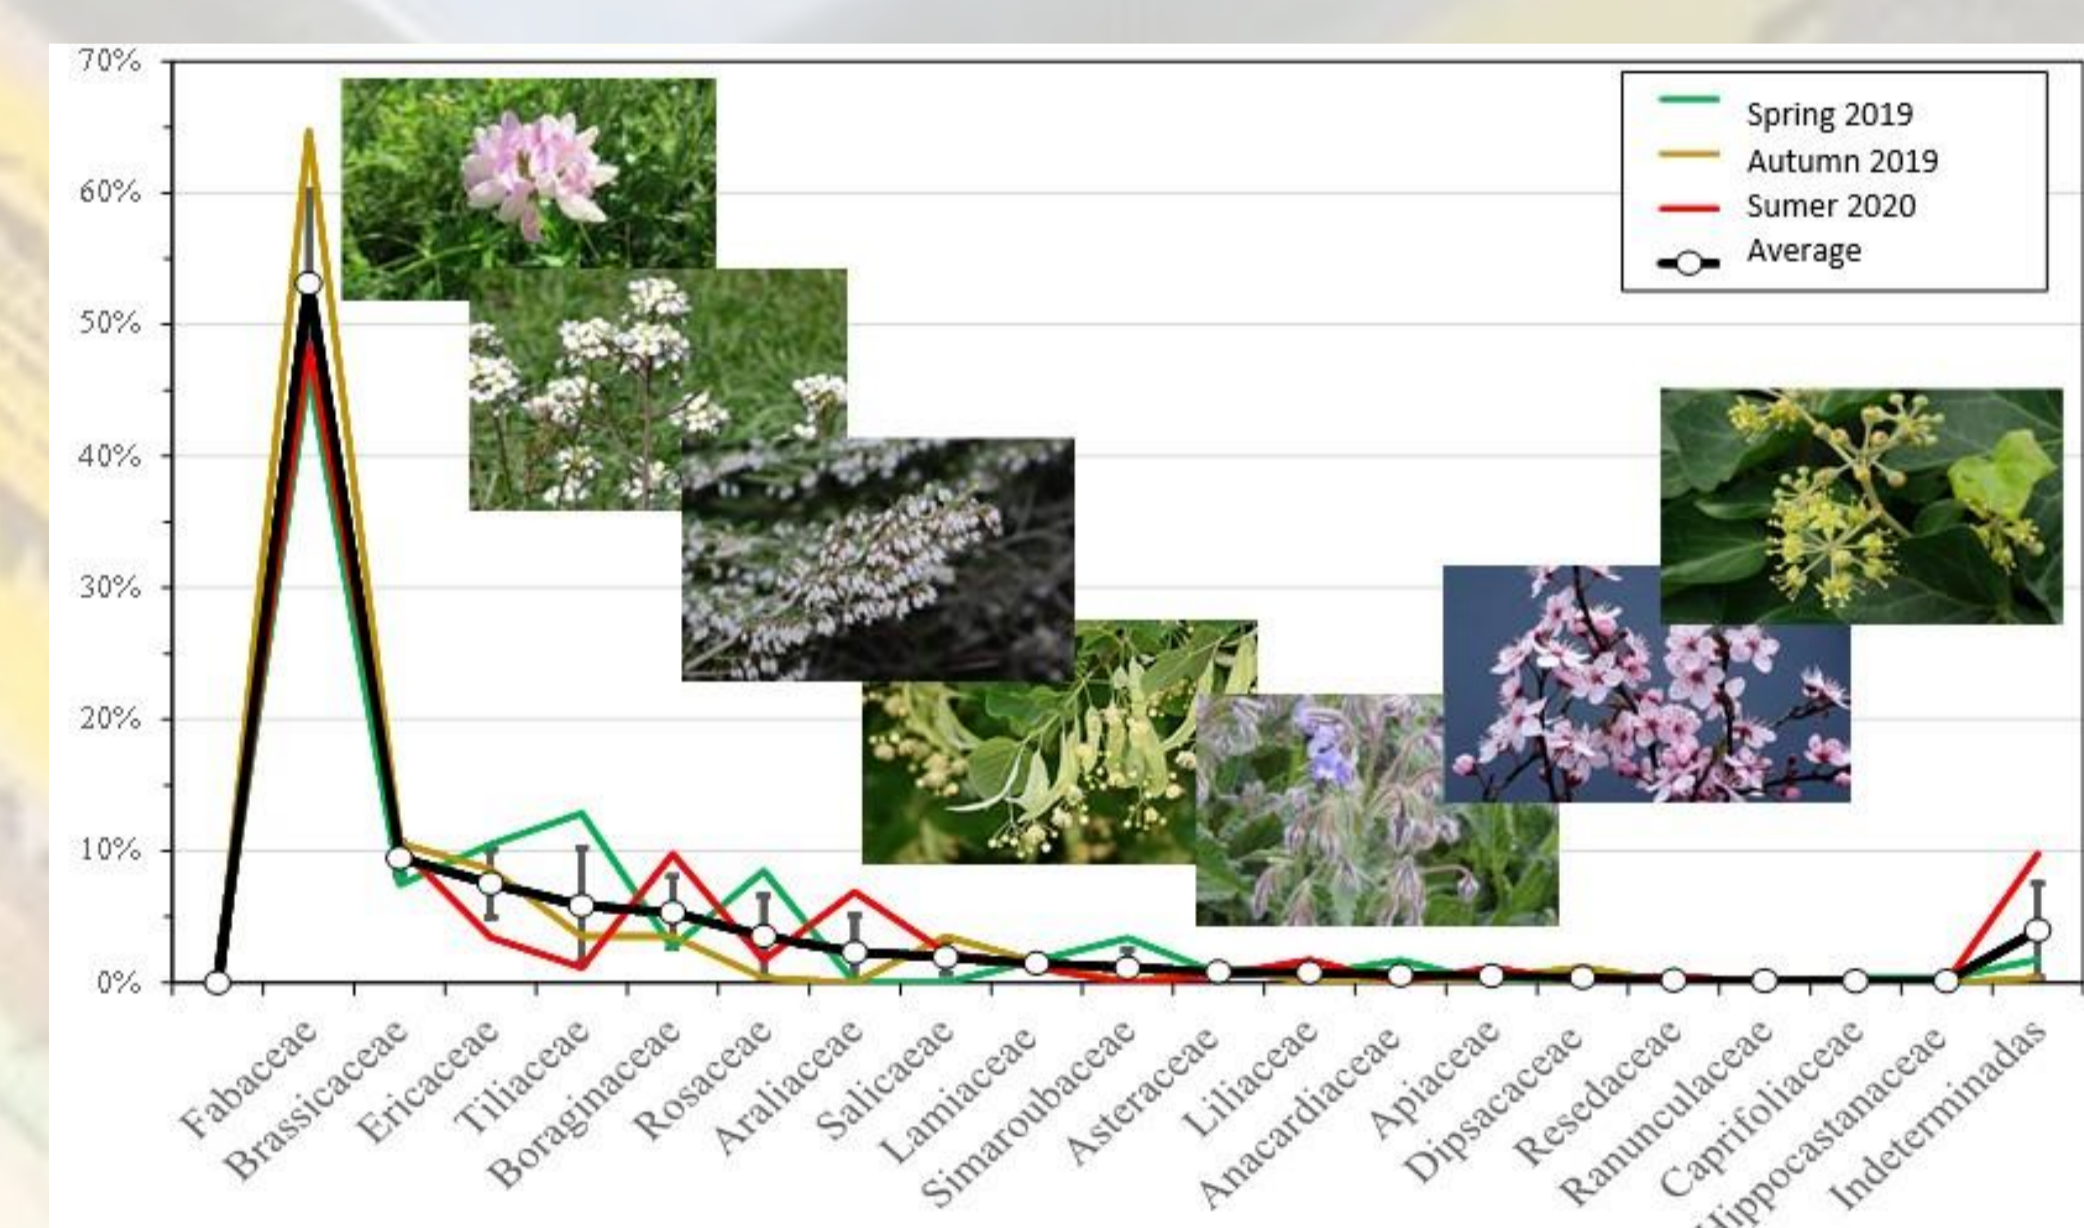 70%
60%
50%
40%
30%
20%
10%
0%
Spring 2019
Autumn 2019
Sumer 2020
Average
Fabaceae
Brassicaceae
Ericaceae
Tiliaceae
Boraginaceae
Rosaceae
Araliaceae
Salicaceae
Lamiaceae
Simaroubaceae
Asteraceae
Liliaceae
Anacardiaceae
Apiaceae
Dipsacaceae
Resedaceae
Ranunculaceae
Caprifoliaceae
Hippocastanaceae
Indeterminadas